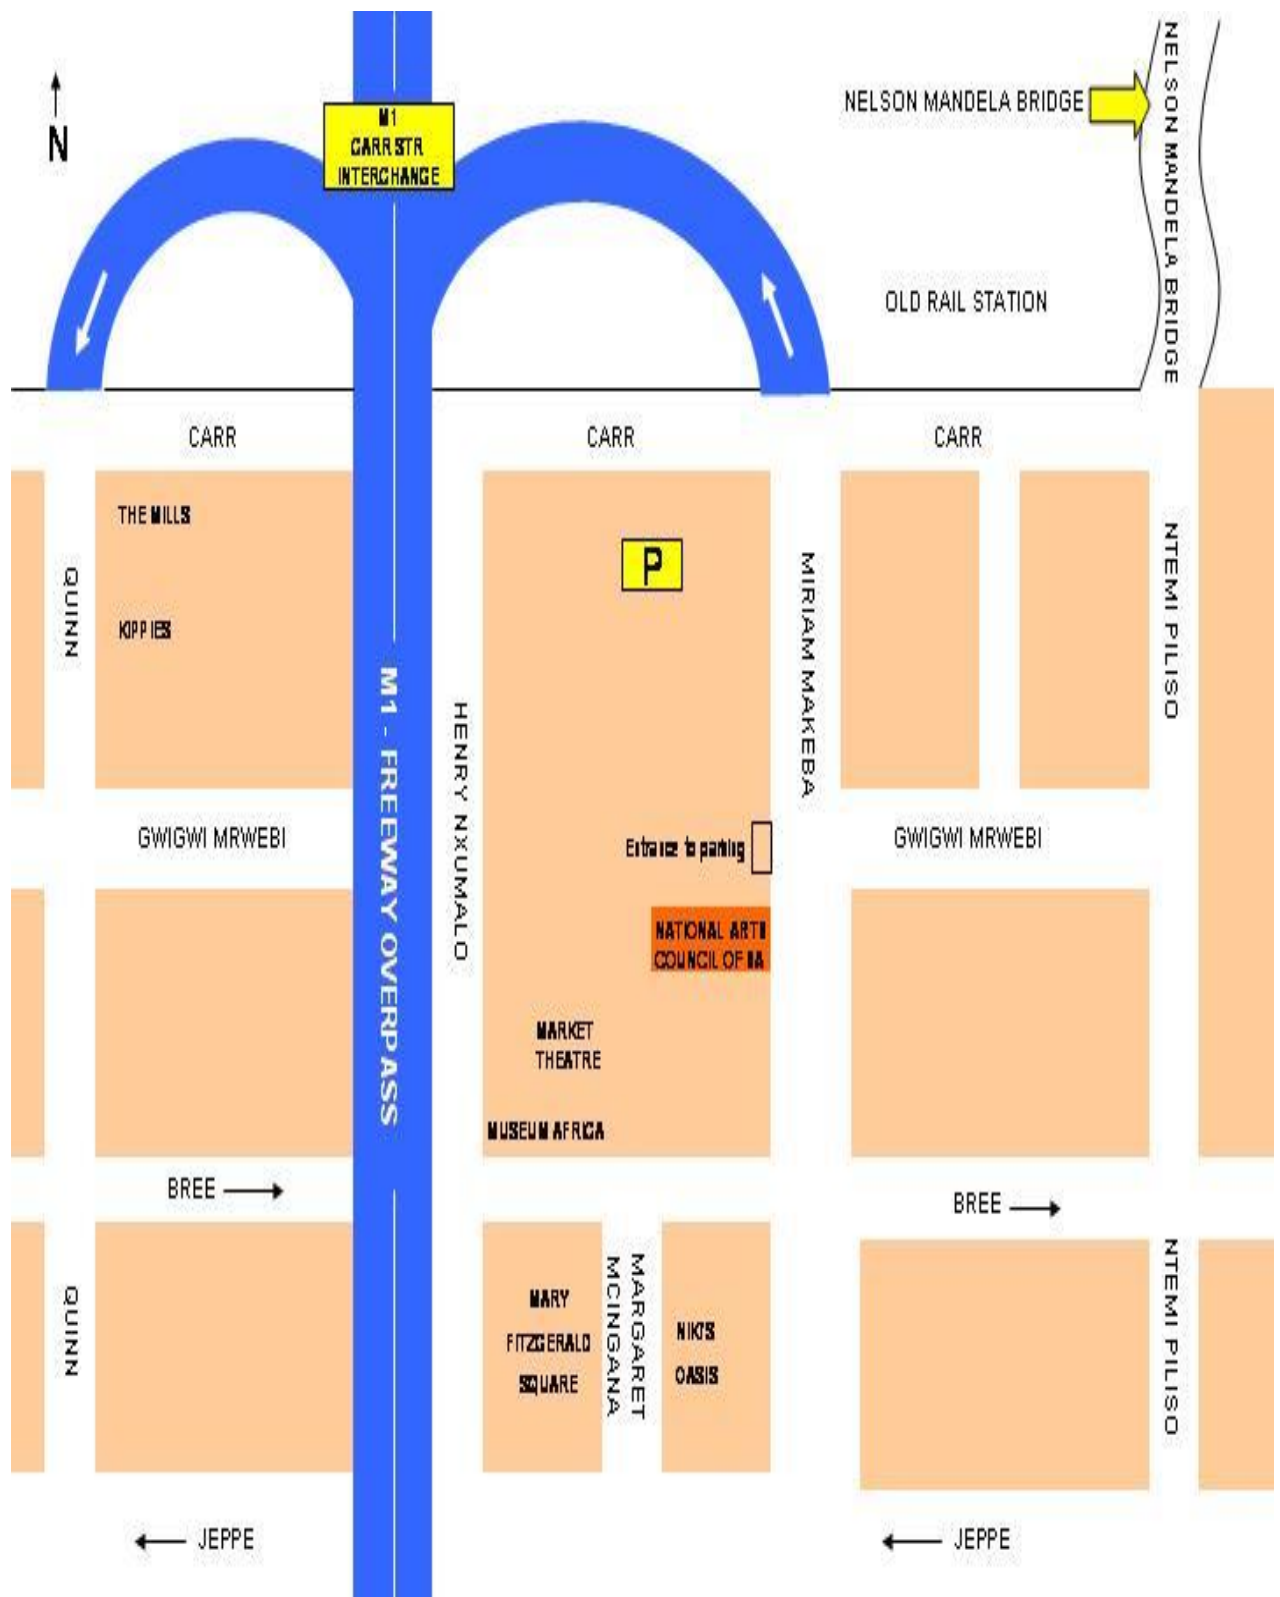 NELSON MANDELA BRIDGE
NELSON MANDELA BRIDGE
N
M1
CARR STR
INTERCHANGE
OLD RAIL STATION
CARR
CARR
CARR
THE MILLS
P
QUINN
KIPPIES
MIRIAM MAKEBA
NTEMI PILISO
M1 - FREEWAY OVERPASS
HENRY NXUMALO
GWIGWI MRWEBI
Entrance to parking
GWIGWI MRWEBI
NATIONAL ARTS
COUNCIL OF SA
MARKET
THEATRE
MUSEUM AFRICA
BREE
BREE
QUINN
MARY
FITZGERALD
SQUARE
MARGARET
MCINGANA
NIKI'S
OASIS
NTEMI PILISO
JEPPE
JEPPE